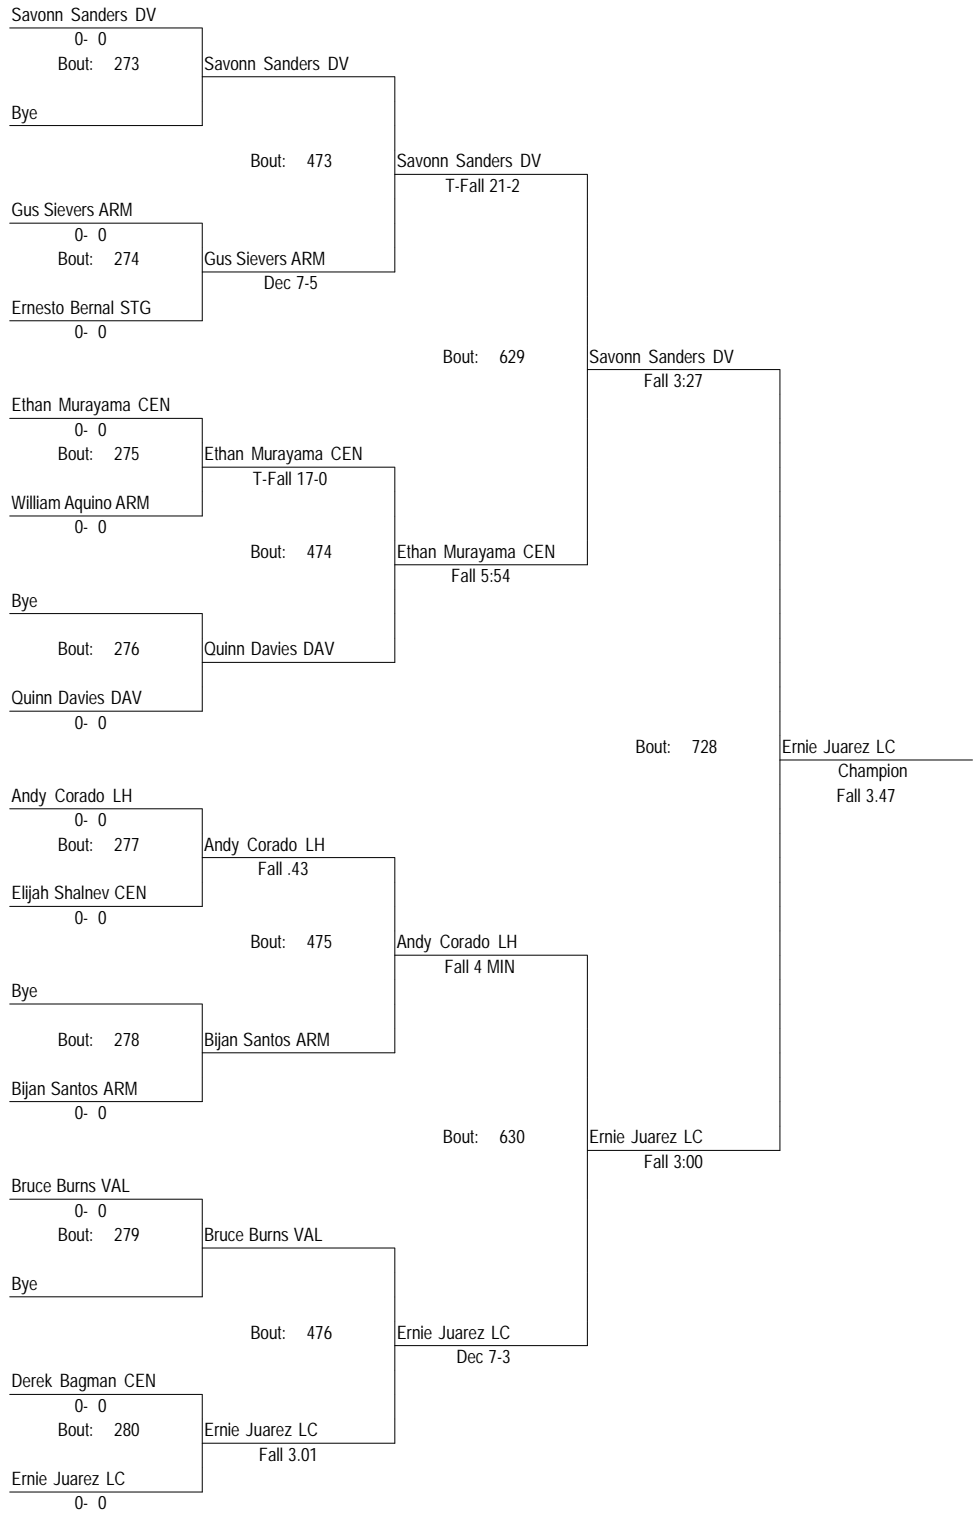 Savonn Sanders DV
0- 0
Bout: 273
Savonn Sanders DV
Bye
Bout: 473
Savonn Sanders DV
T-Fall 21-2
Gus Sievers ARM
0- 0
Bout: 274
Gus Sievers ARM
Dec 7-5
Ernesto Bernal STG
0- 0
Bout: 629
Savonn Sanders DV
Fall 3:27
Ethan Murayama CEN
0- 0
Bout: 275
Ethan Murayama CEN
T-Fall 17-0
William Aquino ARM
0- 0
Bout: 474
Ethan Murayama CEN
Fall 5:54
Bye
Bout: 276
Quinn Davies DAV
Quinn Davies DAV
0- 0
Bout: 728
Ernie Juarez LC
Champion
Fall 3.47
Andy Corado LH
0- 0
Bout: 277
Andy Corado LH
Fall .43
Elijah Shalnev CEN
0- 0
Bout: 475
Andy Corado LH
Fall 4 MIN
Bye
Bout: 278
Bijan Santos ARM
Bijan Santos ARM
0- 0
Bout: 630
Ernie Juarez LC
Fall 3:00
Bruce Burns VAL
0- 0
Bout: 279
Bruce Burns VAL
Bye
Bout: 476
Ernie Juarez LC
Dec 7-3
Derek Bagman CEN
0- 0
Bout: 280
Ernie Juarez LC
Fall 3.01
Ernie Juarez LC
0- 0